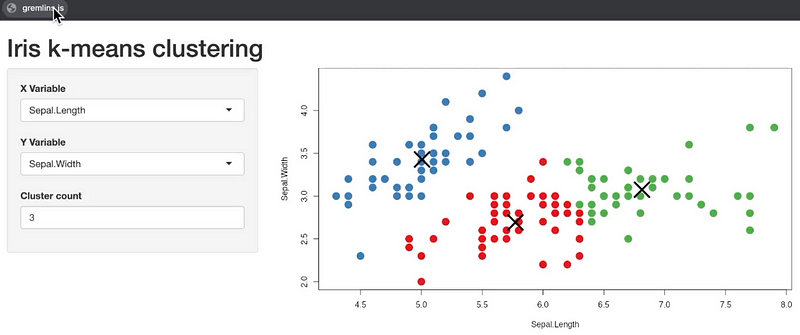 gremlins.js
Iris k-means clustering
X Variable
Sepal.Length
Y Variable
Sepal.Width
Cluster count
3
Sepal.Width
4.0
3.5
3.0
2.5
2.0
4.5 5.0 5.5 6.0 6.5 7.0 7.5 8.0
Sepal.Length